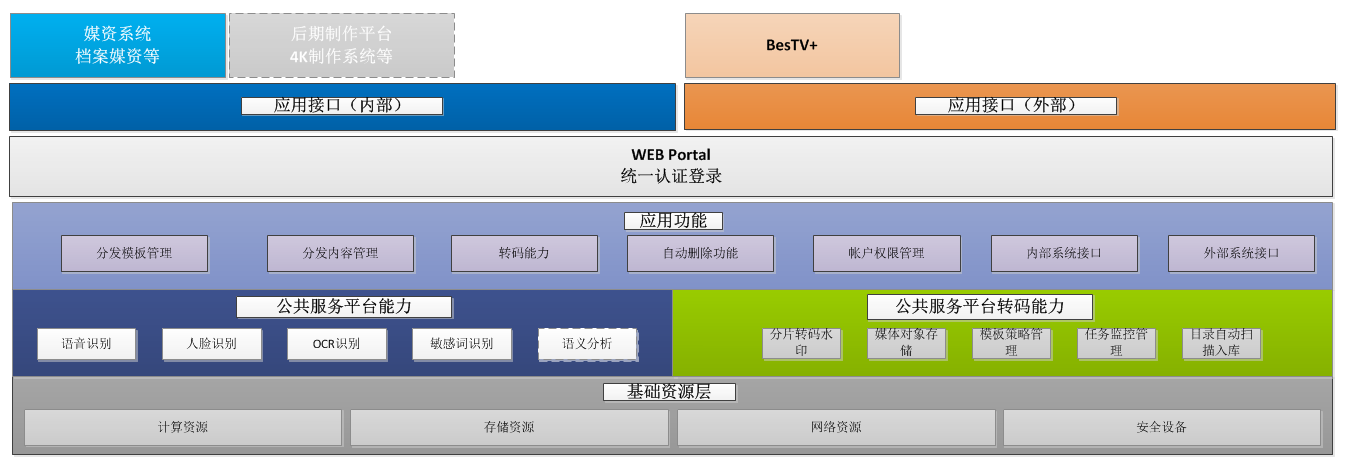 媒资系统
档案媒资等
后期制作平台
4K制作系统等
BesTV+
应用接口（内部）
应用接口（外部）
WEB Portal
统一认证登录
应用功能
分发模板管理
分发内容管理
转码能力
自动删除功能
帐户权限管理
内部系统接口
外部系统接口
公共服务平台能力
语音识别
人脸识别
OCR识别
敏感词识别
语义分析
公共服务平台转码能力
分片转码水
印
媒体对象存
储
模板策略管
理
任务监控管
理
目录自动扫
描入库
基础资源层
计算资源
存储资源
网络资源
安全设备